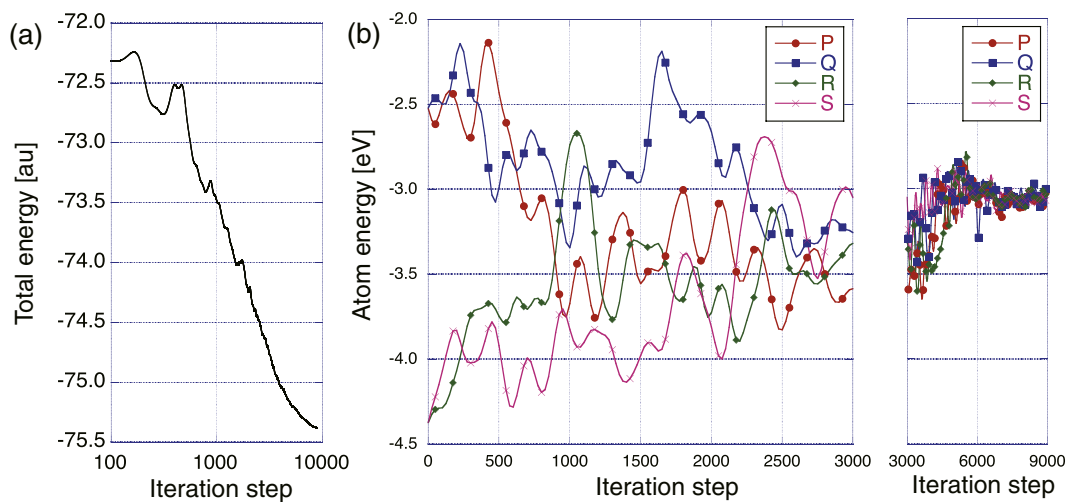 (a)
Total energy [au]
-72.0
-72.5
-73.0
-73.5
-74.0
-74.5
-75.0
-75.5
100
1000
10000
Iteration step
(b)
Atom energy [eV]
-2.0
-2.5
-3.0
-3.5
-4.0
-4.5
0
500
1000
1500
2000
2500
3000
Iteration step
P
Q
R
S
P
Q
R
S
3000
6000
9000
Iteration step